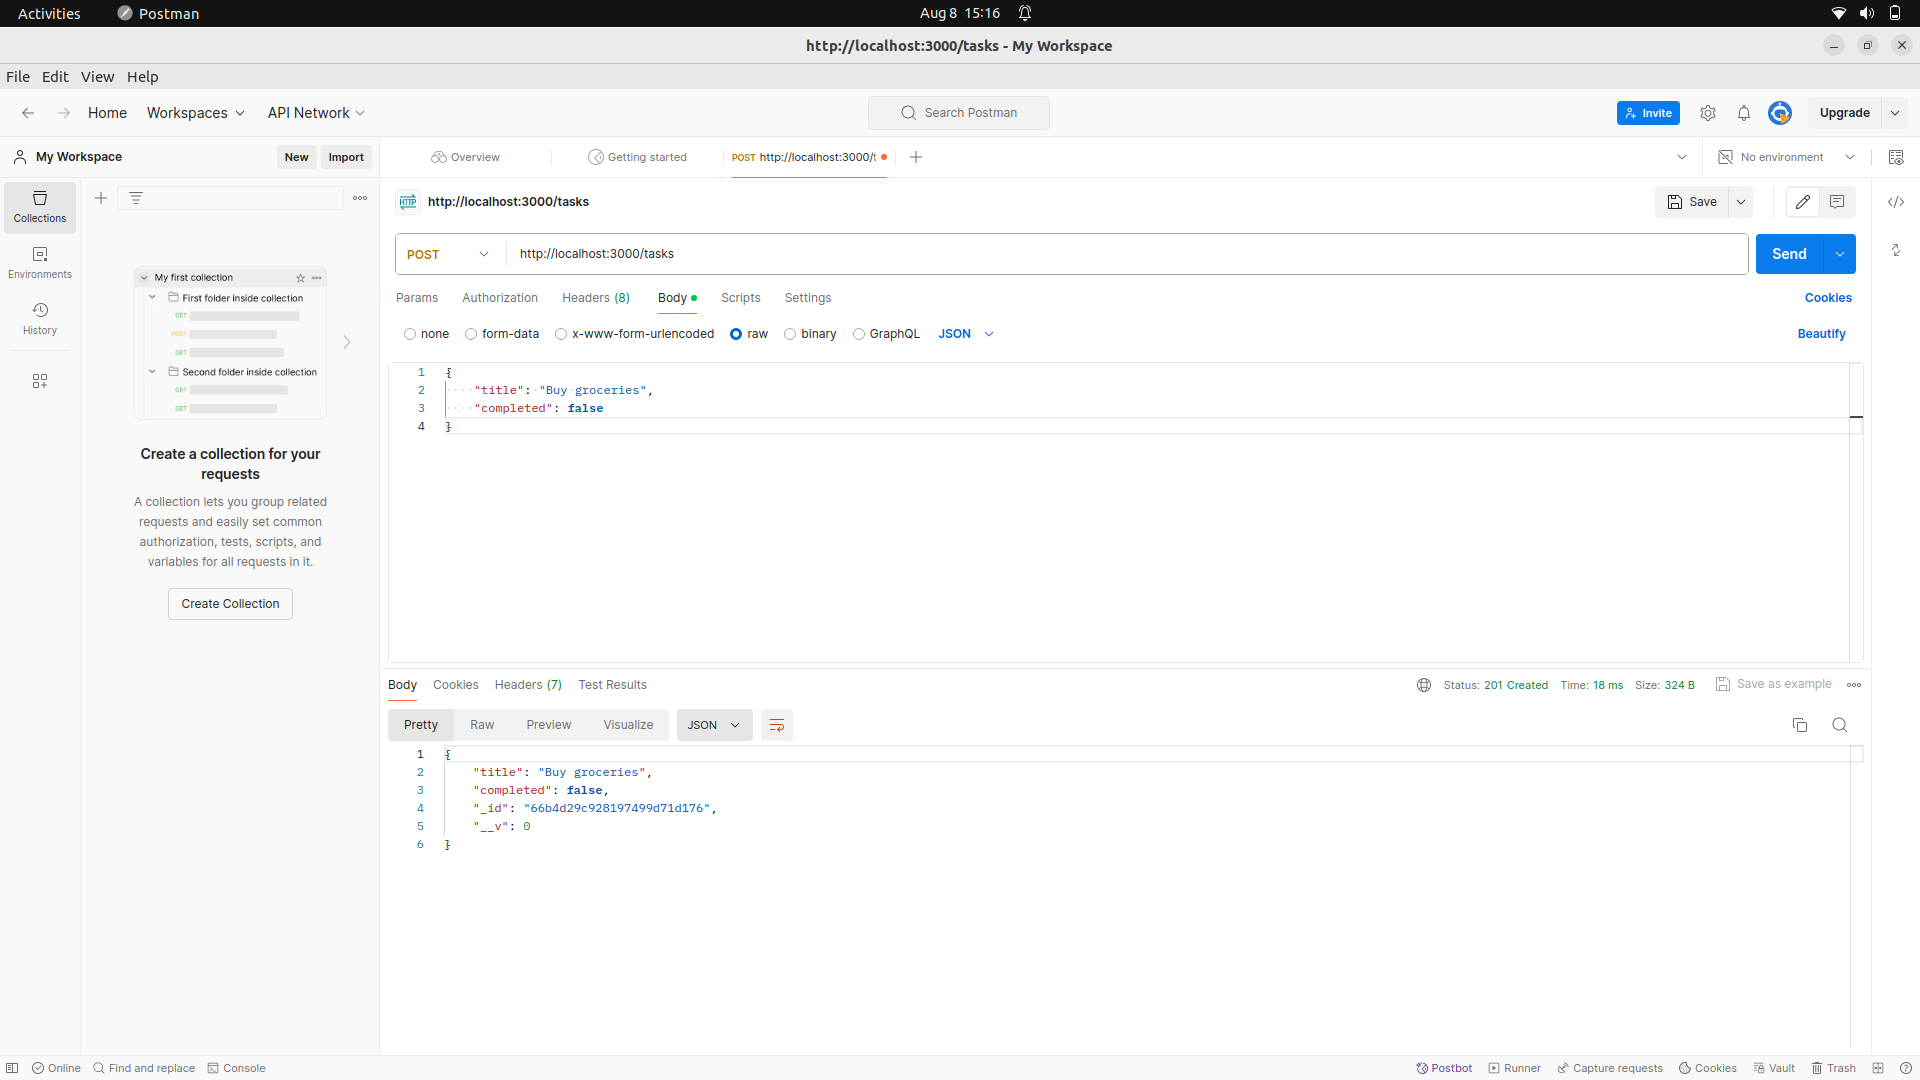 Activities Postman Aug 8 15:16
http://localhost:3000/tasks - My Workspace
File Edit View Help
Home Workspaces API Network Search Postman Invite Upgrade
My Workspace New Import Overview Getting started POST http://localhost:3000/t No environment
HTTP http://localhost:3000/tasks Save
Collections
Environments
History
My first collection
First folder inside collection
GET
POST
GET
Second folder inside collection
GET
GET
Create a collection for your
requests
A collection lets you group related
requests and easily set common
authorization, tests, scripts, and
variables for all requests in it.
Create Collection
POST http://localhost:3000/tasks Send
Params Authorization Headers (8) Body Scripts Settings Cookies
none form-data x-www-form-urlencoded raw binary GraphQL JSON Beautify
1 {
2 "title": "Buy groceries",
3 "completed": false
4 }
Body Cookies Headers (7) Test Results Status: 201 Created Time: 18 ms Size: 324 B Save as example
Pretty Raw Preview Visualize JSON
1 {
2 "title": "Buy groceries",
3 "completed": false,
4 "_id": "66b4d29c928197499d71d176",
5 "__v": 0
6 }
Online Find and replace Console Postbot Runner Capture requests Cookies Vault Trash